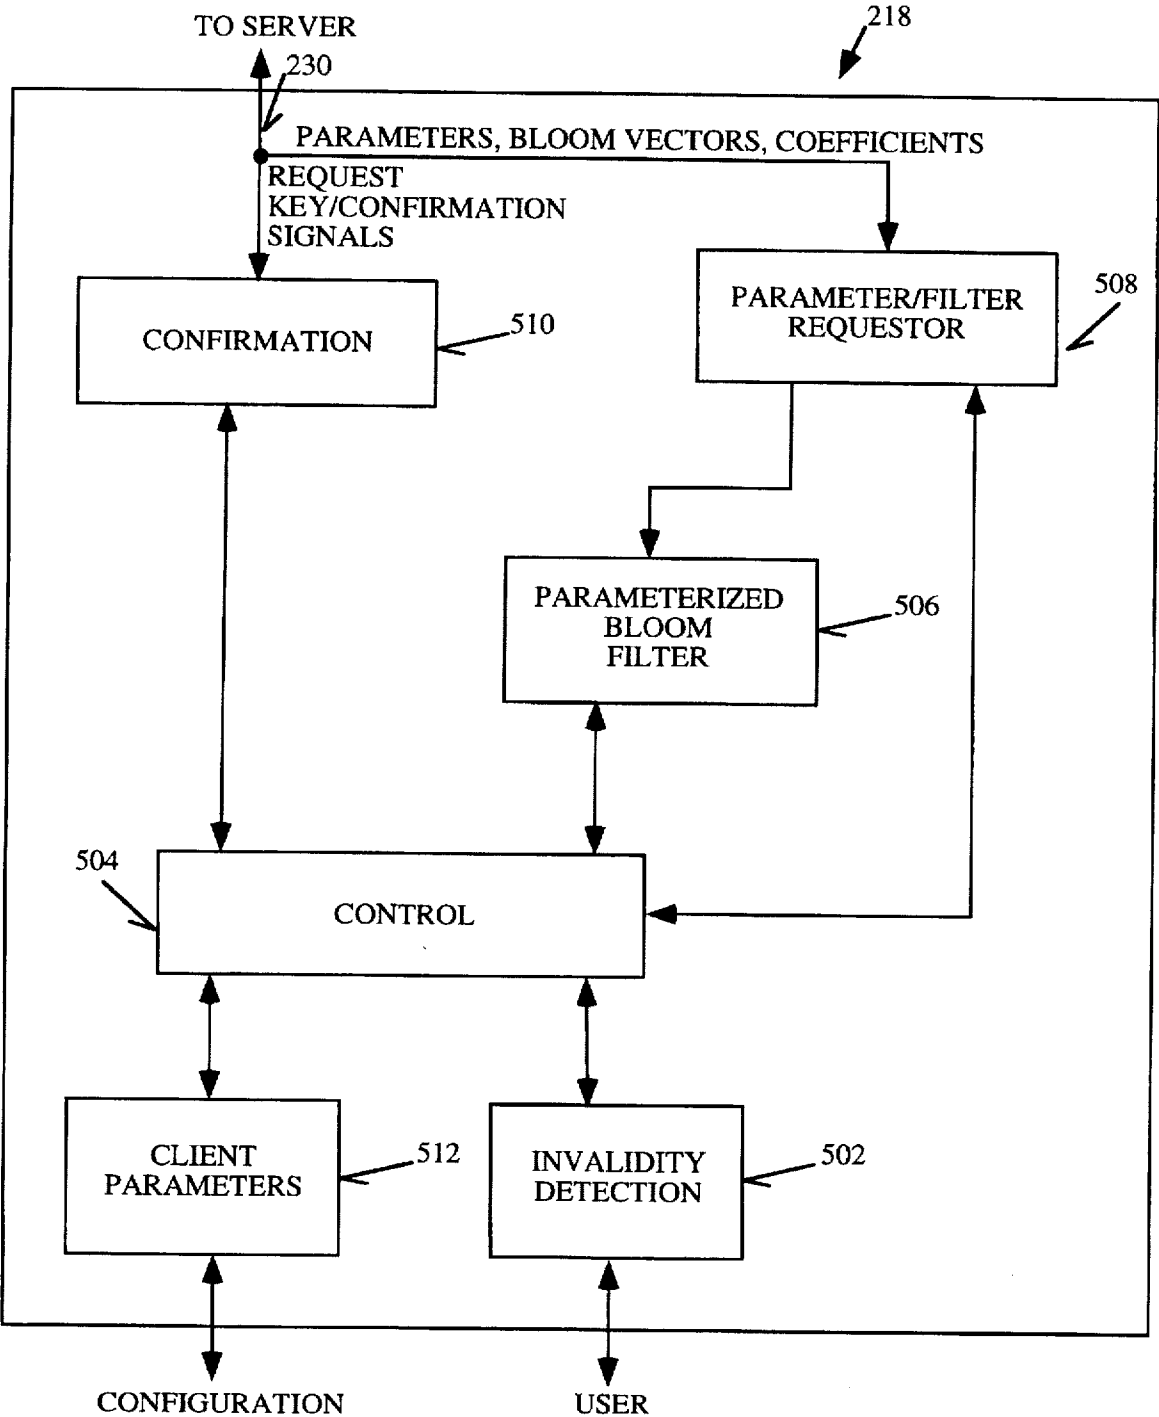 TO SERVER
218
230
PARAMETERS, BLOOM VECTORS, COEFFICIENTS
REQUEST
KEY/CONFIRMATION
SIGNALS
CONFIRMATION
510
PARAMETER/FILTER
REQUESTOR
508
PARAMETERIZED
BLOOM
FILTER
506
504
CONTROL
CLIENT
PARAMETERS
512
INVALIDITY
DETECTION
502
CONFIGURATION
USER